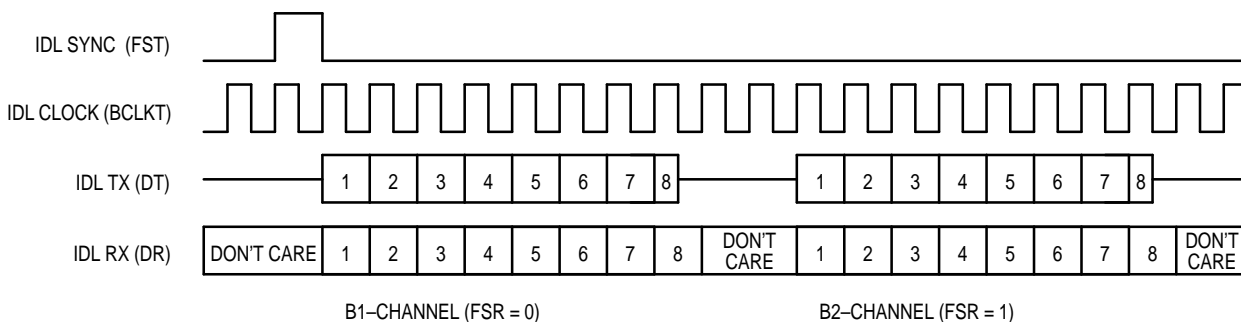 IDL SYNC (FST)
IDL CLOCK (BCLKT)
IDL TX (DT)
1 2 3 4 5 6 7 8 1 2 3 4 5 6 7 8
IDL RX (DR)
DON'T CARE 1 2 3 4 5 6 7 8 DON'T CARE 1 2 3 4 5 6 7 8 DON'T CARE
B1–CHANNEL (FSR = 0) B2–CHANNEL (FSR = 1)